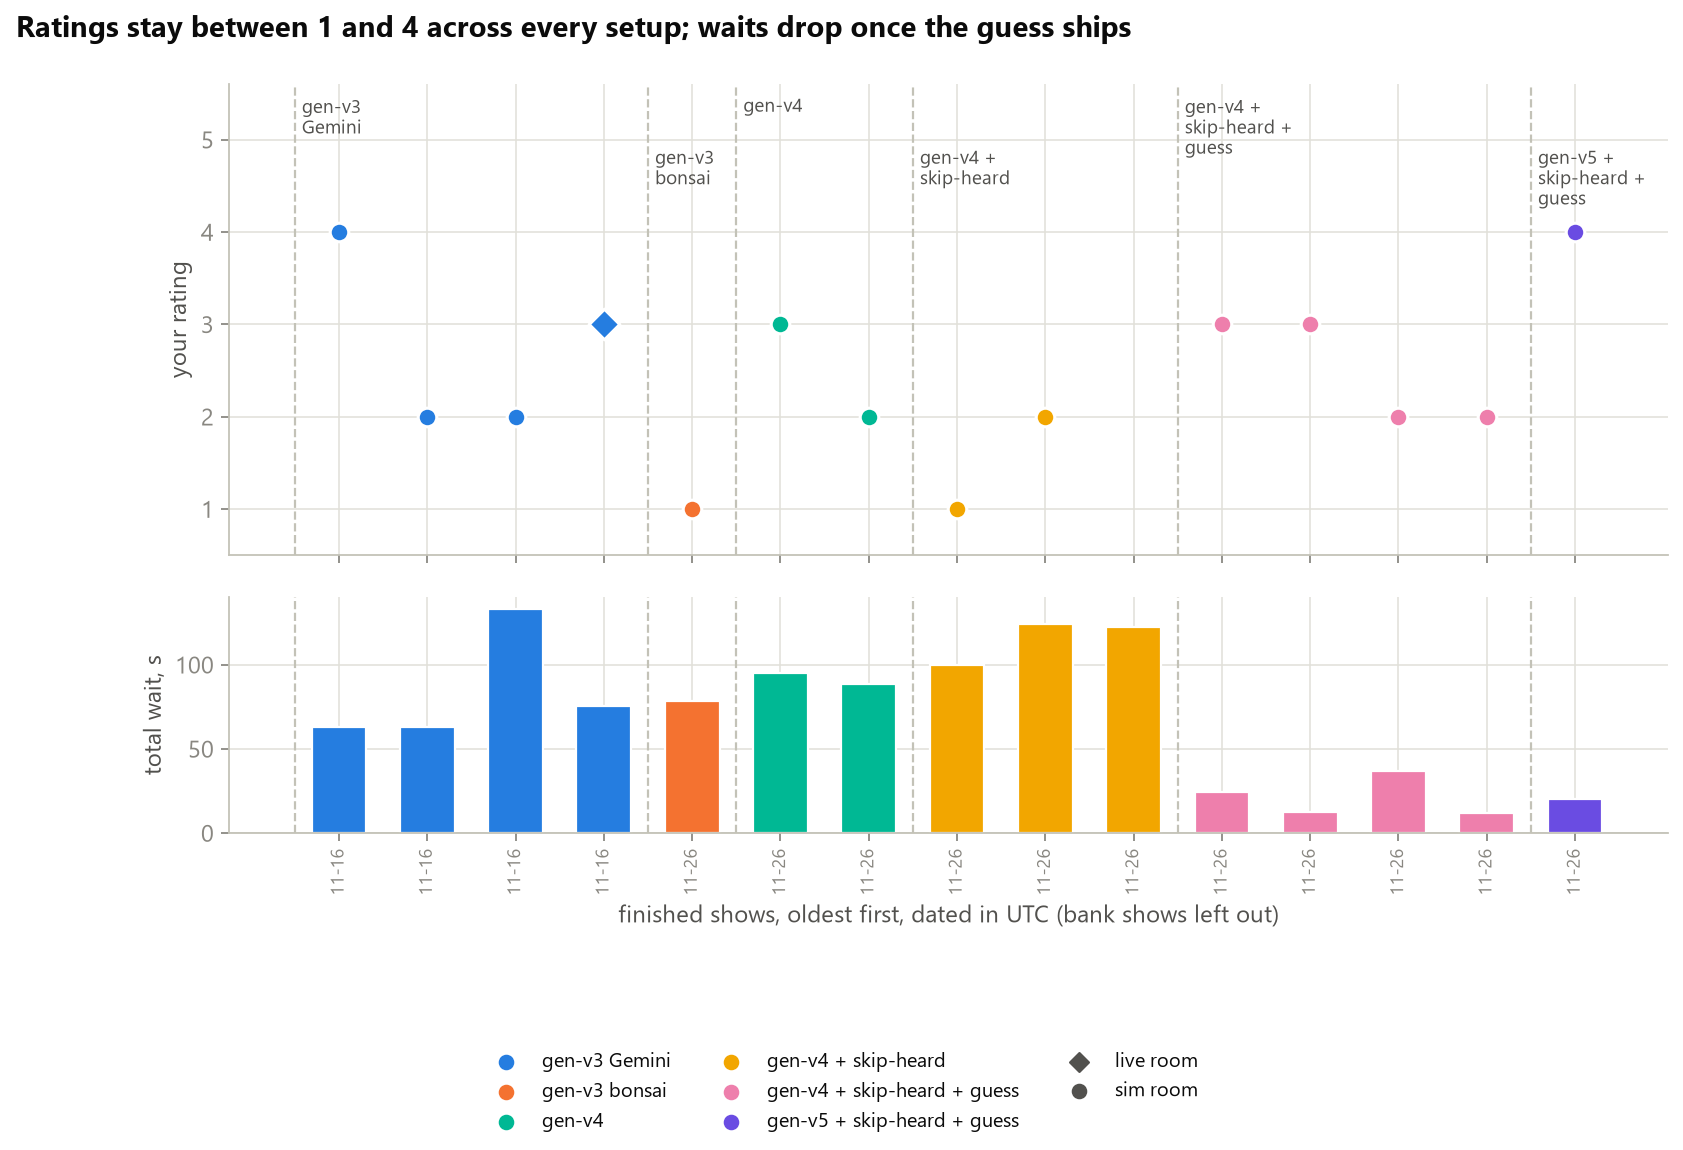 Ratings stay between 1 and 4 across every setup; waits drop once the guess ships
gen-v3
Gemini
gen-v3
bonsai
gen-v4
gen-v4 +
skip-heard
gen-v4 +
skip-heard +
guess
gen-v5 +
skip-heard +
guess
your rating
5
4
3
2
1
total wait, s
100
50
0
11-16
11-16
11-16
11-16
11-26
11-26
11-26
11-26
11-26
11-26
11-26
11-26
11-26
11-26
11-26
finished shows, oldest first, dated in UTC (bank shows left out)
gen-v3 Gemini
gen-v3 bonsai
gen-v4
gen-v4 + skip-heard
gen-v4 + skip-heard + guess
gen-v5 + skip-heard + guess
live room
sim room